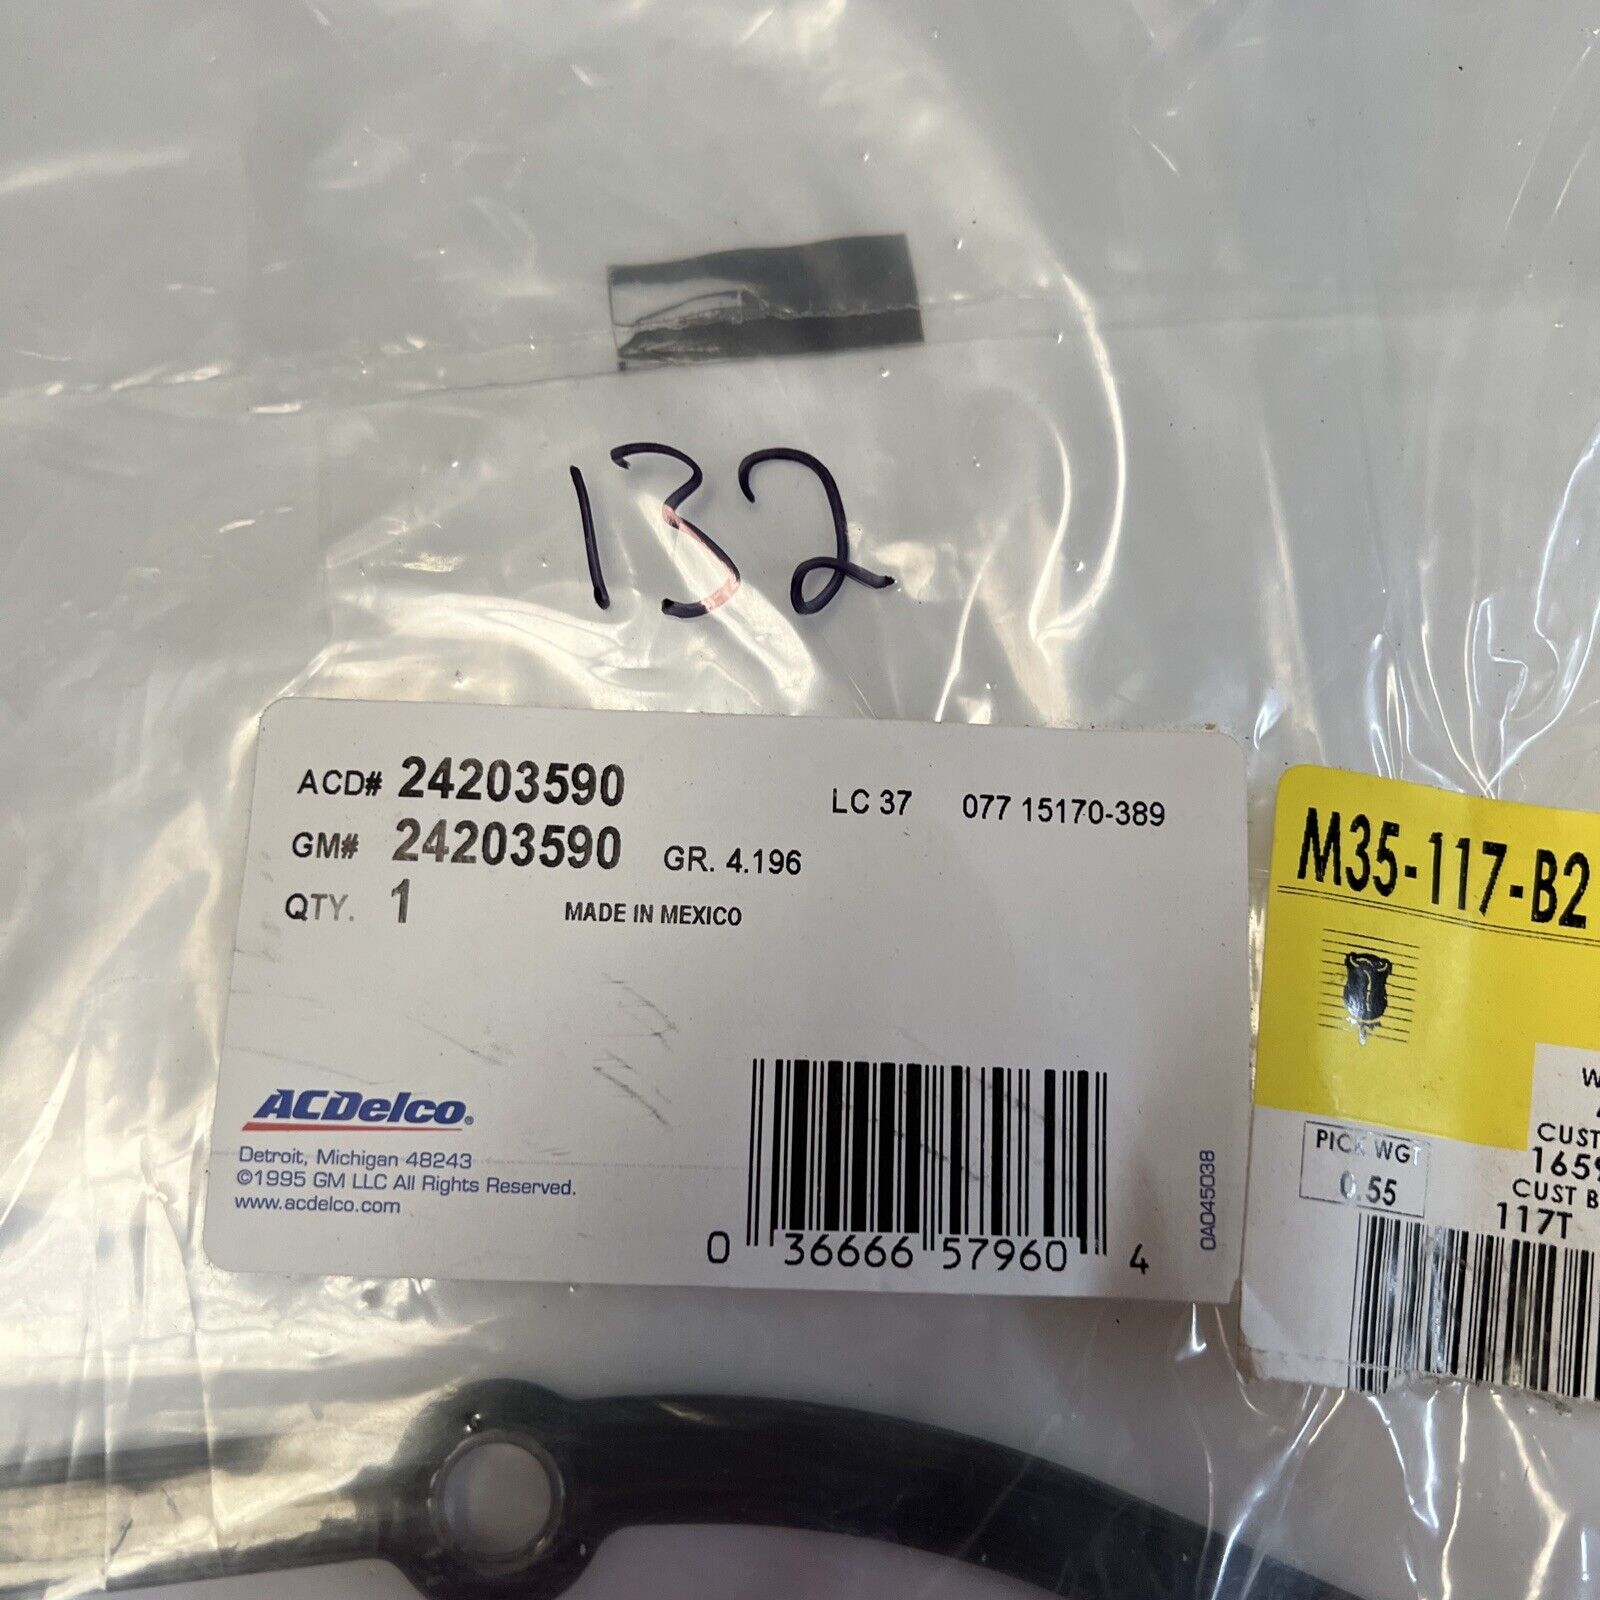 132
ACD# 24203590
LC 37 077 15170-389
GM# 24203590 GR. 4.196
QTY. 1 MADE IN MEXICO
ACDelco®
Detroit, Michigan 48243
©1995 GM LLC All Rights Reserved.
www.acdelco.com
0 36666 57960 4
0A045038
M35-117-B2
PICK WGT
0.55
CUST
1659
CUST B
117T